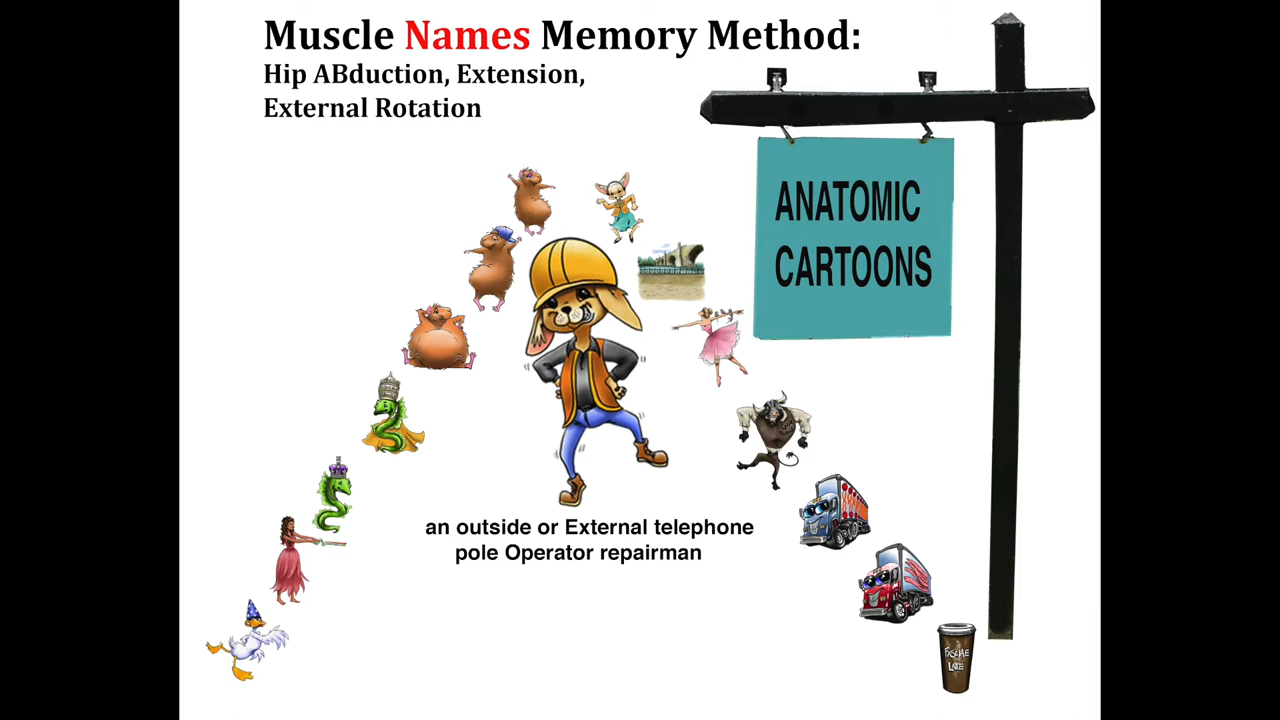 Muscle Names Memory Method:
Hip ABduction, Extension,
External Rotation
ANATOMIC
CARTOONS
an outside or External telephone
pole Operator repairman
LATE